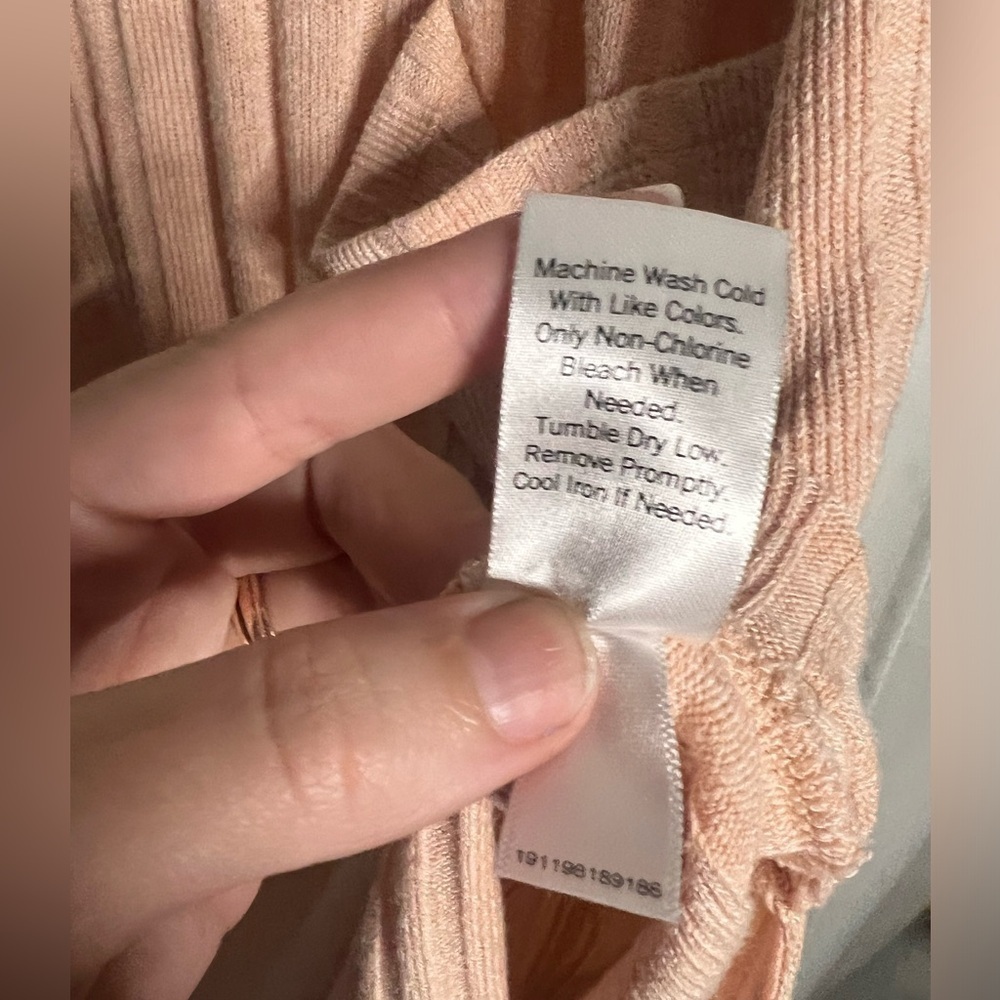 Machine Wash Cold
With Like Colors.
Only Non-Chlorine
Bleach When
Needed.
Tumble Dry Low.
Remove Promptly.
Cool Iron If Needed.
191198189186